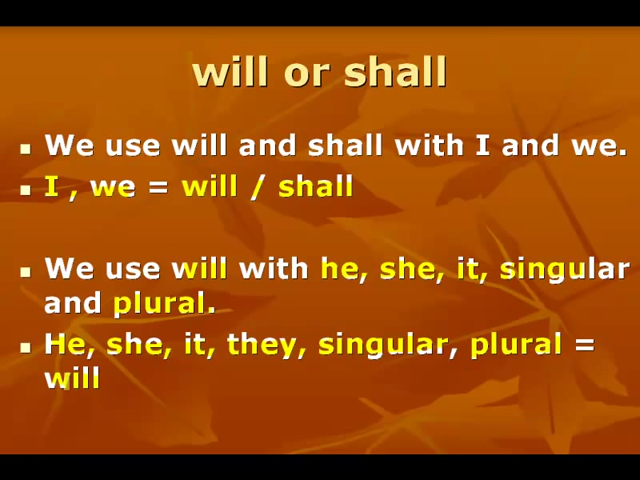 will or shall
We use will and shall with I and we.
I , we = will / shall
We use will with he, she, it, singular
and plural.
He, she, it, they, singular, plural =
will